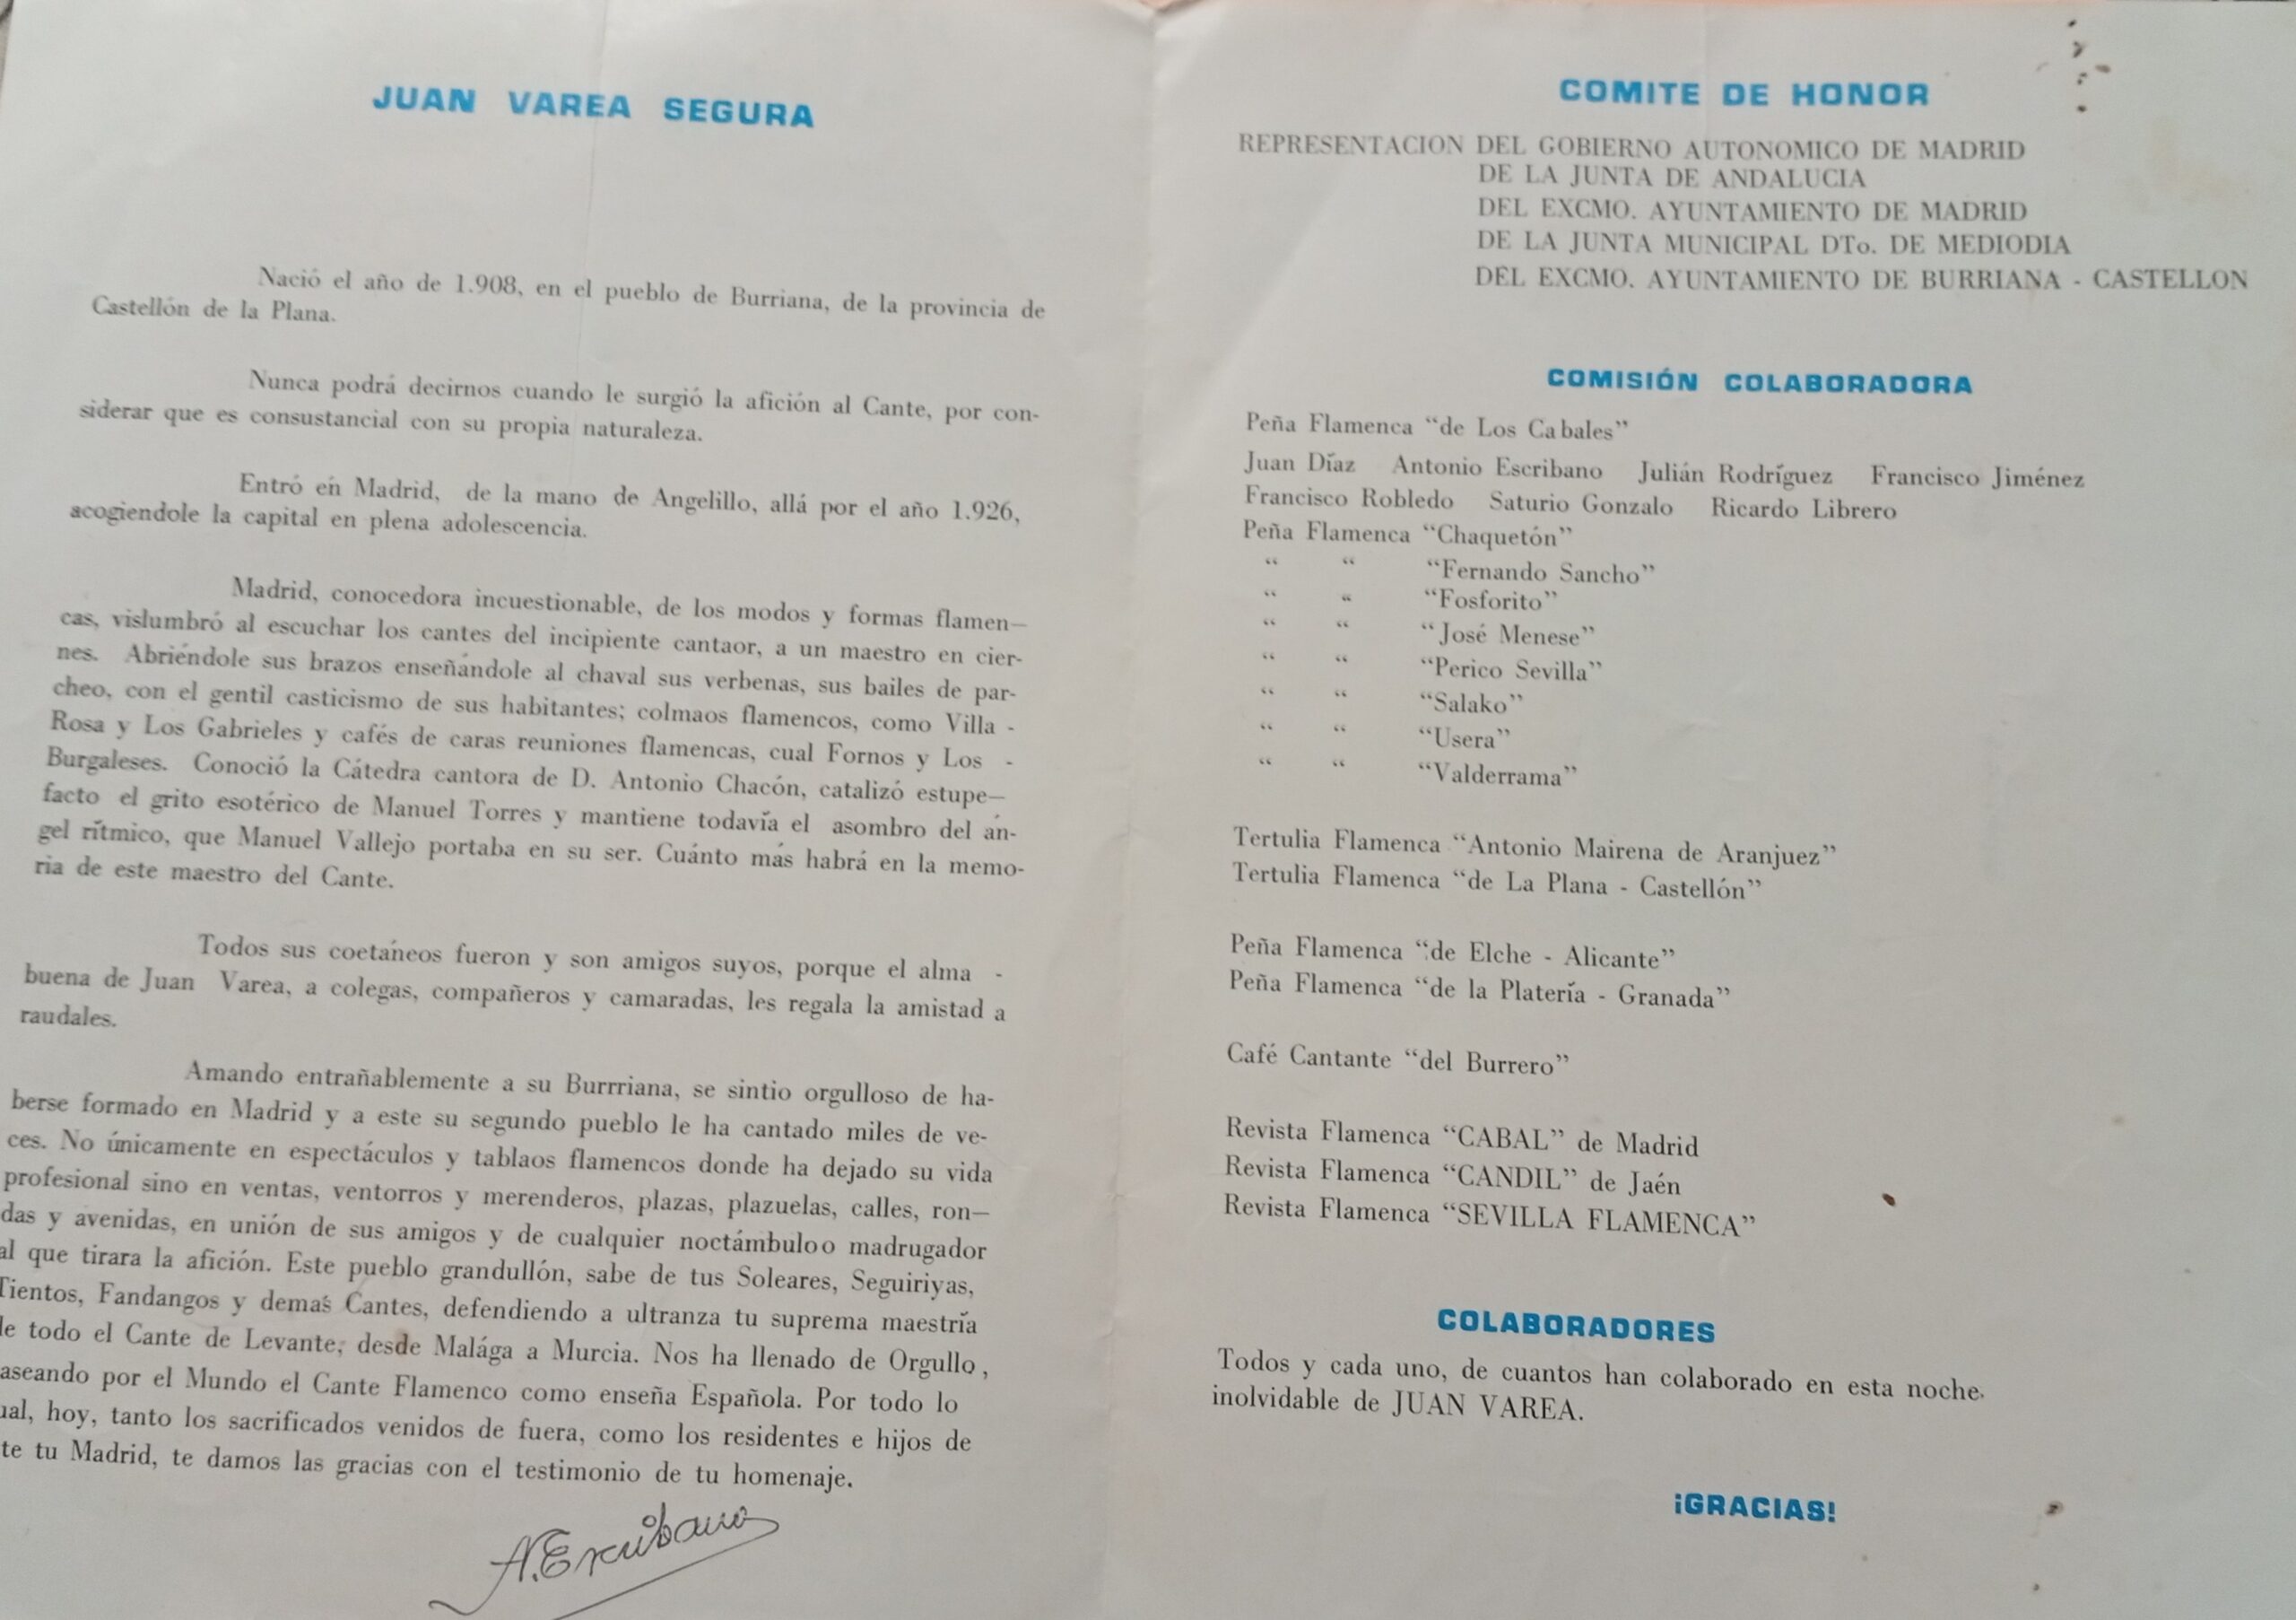 JUAN VAREA SEGURA
Nació el año de 1.908, en el pueblo de Burriana, de la provincia de
Castellón de la Plana.
Nunca podrá decirnos cuando le surgió la afición al Cante, por con-
siderar que es consustancial con su propia naturaleza.
Entró en Madrid, de la mano de Angelillo, allá por el año 1.926,
acogiendole la capital en plena adolescencia.
Madrid, conocedora incuestionable, de los modos y formas flamen—
cas, vislumbró al escuchar los cantes del incipiente cantaor, a un maestro en cier-
nes. Abriéndole sus brazos enseñándole al chaval sus verbenas, sus bailes de par-
cheo, con el gentil casticismo de sus habitantes; colmaos flamencos, como Villa -
Rosa y Los Gabrieles y cafés de caras reuniones flamencas, cual Fornos y Los -
Burgaleses. Conoció la Cátedra cantora de D. Antonio Chacón, catalizó estupe—
facto el grito esotérico de Manuel Torres y mantiene todavía el asombro del án-
gel rítmico, que Manuel Vallejo portaba en su ser. Cuánto más habrá en la memo-
ria de este maestro del Cante.
Todos sus coetáneos fueron y son amigos suyos, porque el alma -
buena de Juan Varea, a colegas, compañeros y camaradas, les regala la amistad a
raudales.
Amando entrañablemente a su Burrriana, se sintio orgulloso de ha-
berse formado en Madrid y a este su segundo pueblo le ha cantado miles de ve-
ces. No únicamente en espectáculos y tablaos flamencos donde ha dejado su vida
profesional sino en ventas, ventorros y merenderos, plazas, plazuelas, calles, ron—
das y avenidas, en unión de sus amigos y de cualquier noctámbulo o madrugador
al que tirara la afición. Este pueblo grandullón, sabe de tus Soleares, Seguiriyas,
Tientos, Fandangos y demás Cantes, defendiendo a ultranza tu suprema maestría
de todo el Cante de Levante, desde Malága a Murcia. Nos ha llenado de Orgullo,
aseando por el Mundo el Cante Flamenco como enseña Española. Por todo lo
ual, hoy, tanto los sacrificados venidos de fuera, como los residentes e hijos de
te tu Madrid, te damos las gracias con el testimonio de tu homenaje.
A. Escribano
COMITE DE HONOR
REPRESENTACION DEL GOBIERNO AUTONOMICO DE MADRID
DE LA JUNTA DE ANDALUCIA
DEL EXCMO. AYUNTAMIENTO DE MADRID
DE LA JUNTA MUNICIPAL DTo. DE MEDIODIA
DEL EXCMO. AYUNTAMIENTO DE BURRIANA - CASTELLON
COMISIÓN COLABORADORA
Peña Flamenca “de Los Cabales”
Juan Díaz Antonio Escribano Julián Rodríguez Francisco Jiménez
Francisco Robledo Saturio Gonzalo Ricardo Librero
Peña Flamenca “Chaquetón”
“ “ “Fernando Sancho”
“ “ “Fosforito”
“ “ “José Menese”
“ “ “Perico Sevilla”
“ “ “Salako”
“ “ “Usera”
“ “ “Valderrama”
Tertulia Flamenca “Antonio Mairena de Aranjuez”
Tertulia Flamenca “de La Plana - Castellón”
Peña Flamenca “de Elche - Alicante”
Peña Flamenca “de la Platería - Granada”
Café Cantante “del Burrero”
Revista Flamenca “CABAL” de Madrid
Revista Flamenca “CANDIL” de Jaén
Revista Flamenca “SEVILLA FLAMENCA”
COLABORADORES
Todos y cada uno, de cuantos han colaborado en esta noche
inolvidable de JUAN VAREA.
¡GRACIAS!